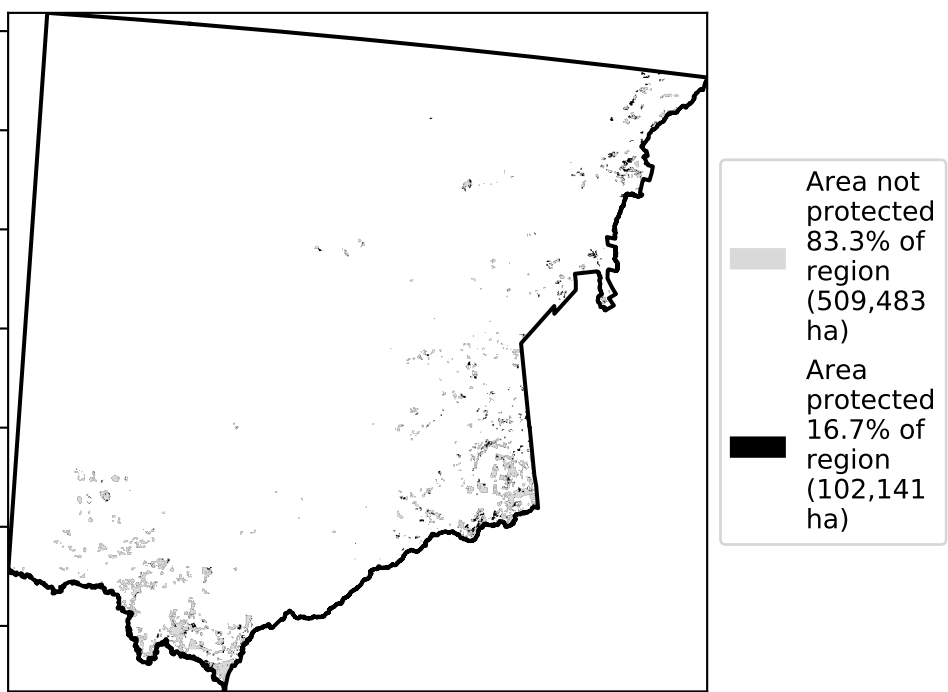 Area not
protected
83.3% of
region
(509,483
ha)
Area
protected
16.7% of
region
(102,141
ha)